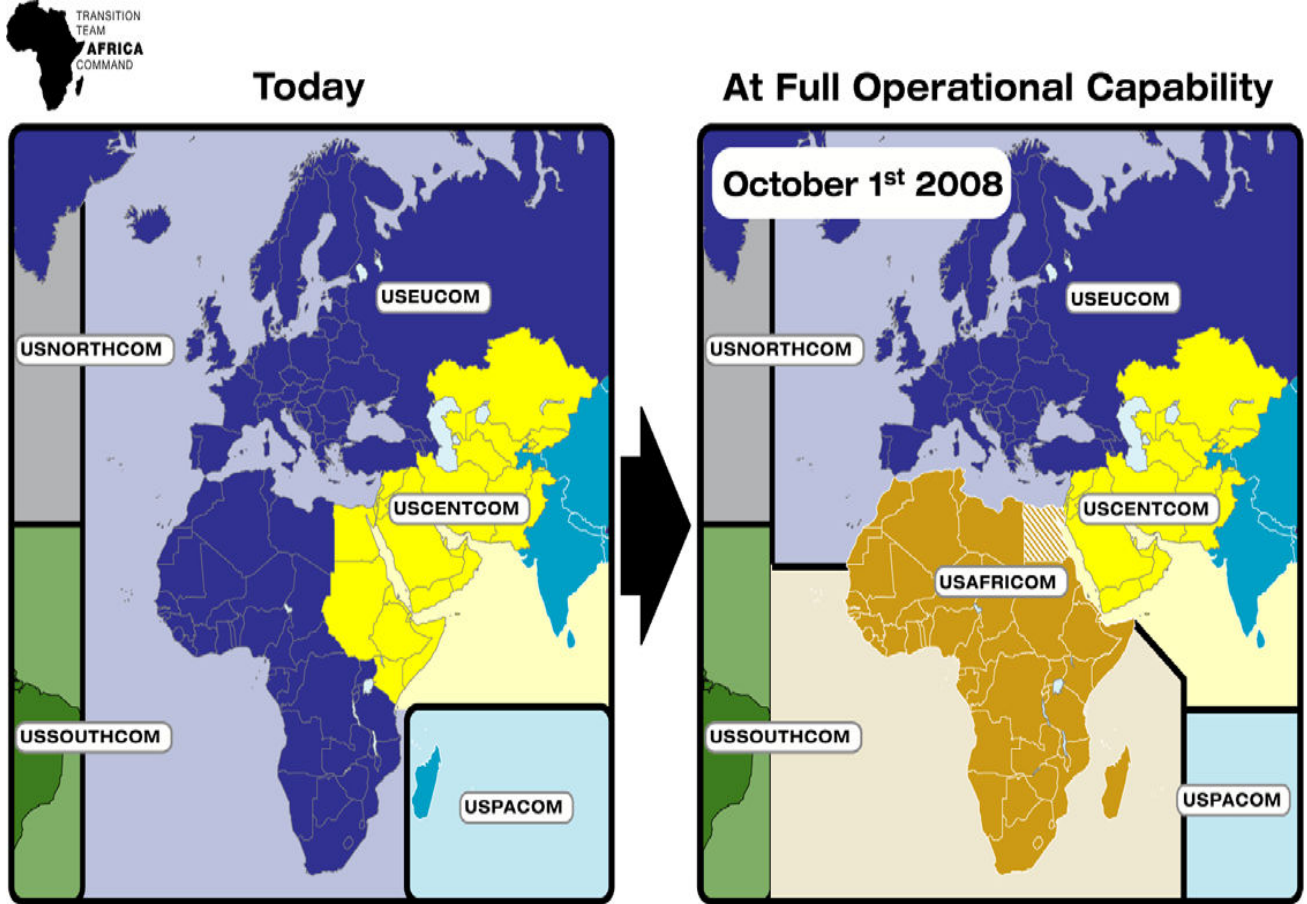 TRANSITION
TEAM
AFRICA
COMMAND
Today
At Full Operational Capability
October 1st 2008
USEUCOM
USNORTHCOM
USCENTCOM
USSOUTHCOM
USPACOM
USEUCOM
USNORTHCOM
USCENTCOM
USAFRICOM
USSOUTHCOM
USPACOM